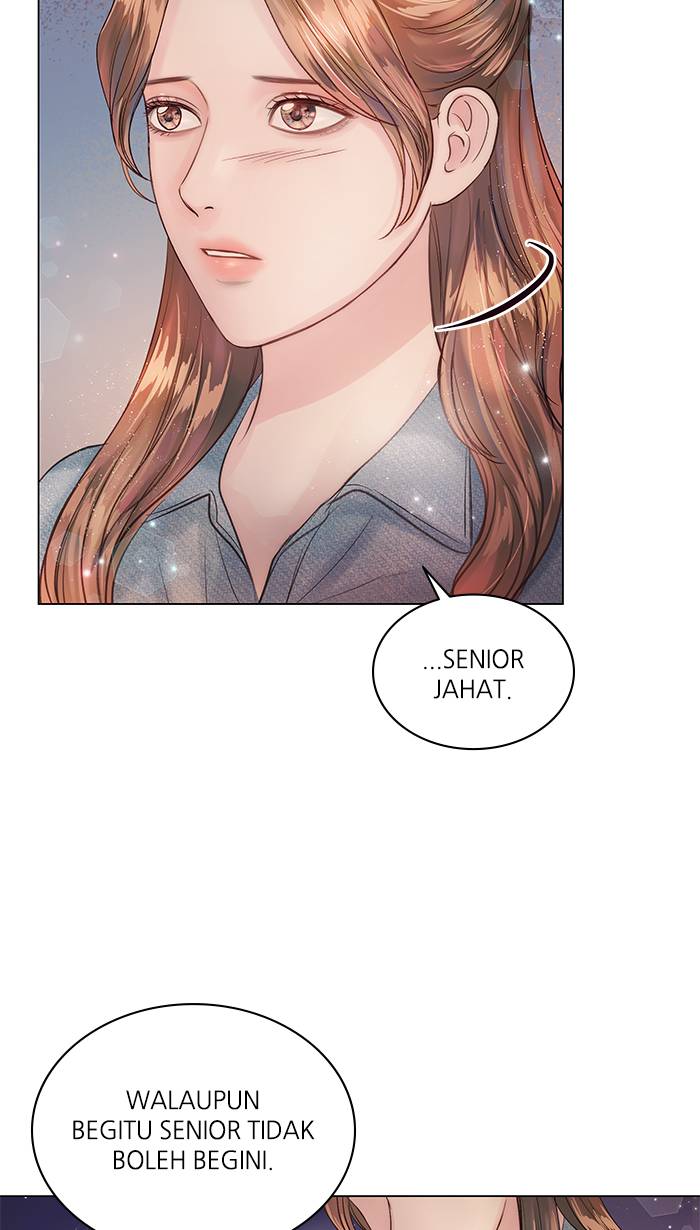 ...SENIOR
JAHAT.
WALAUPUN
BEGITU SENIOR TIDAK
BOLEH BEGINI.